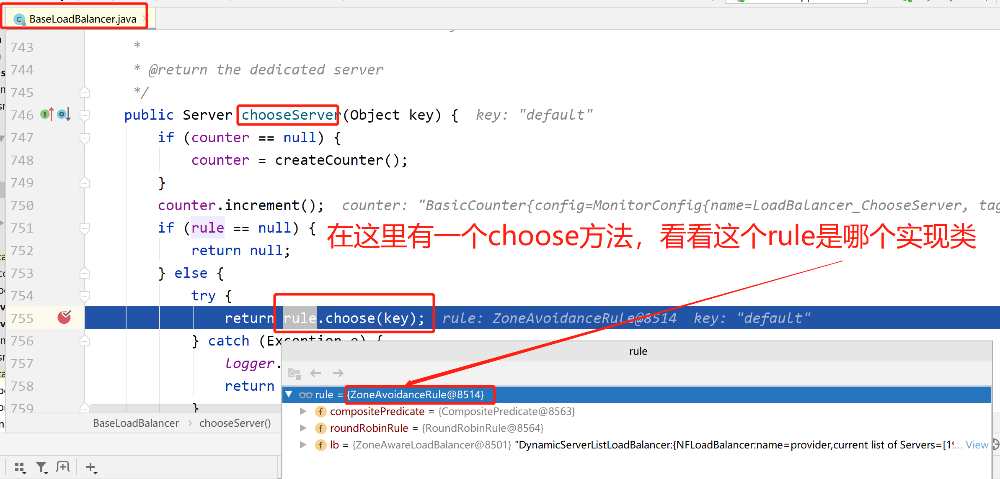 BaseLoadBalancer.java
743 *
744 * @return the dedicated server
745 */
746 public Server chooseServer(Object key) { key: "default"
747 if (counter == null) {
748 counter = createCounter();
749 }
750 counter.increment(); counter: "BasicCounter{config=MonitorConfig{name=LoadBalancer_ChooseServer, tag
751 if (rule == null) {
在这里有一个choose方法，看看这个rule是哪个实现类
752 return null;
753 } else {
754 try {
755 return rule.choose(key); rule: ZoneAvoidanceRule@8514 key: "default"
756 } catch (Exception e) {
757 logger.
758 return
759 }
rule
rule = {ZoneAvoidanceRule@8514}
compositePredicate = {CompositePredicate@8563}
roundRobinRule = {RoundRobinRule@8564}
lb = {ZoneAwareLoadBalancer@8501} "DynamicServerListLoadBalancer:{NFLoadBalancer:name=provider,current list of Servers=[19... View
BaseLoadBalancer › chooseServer()